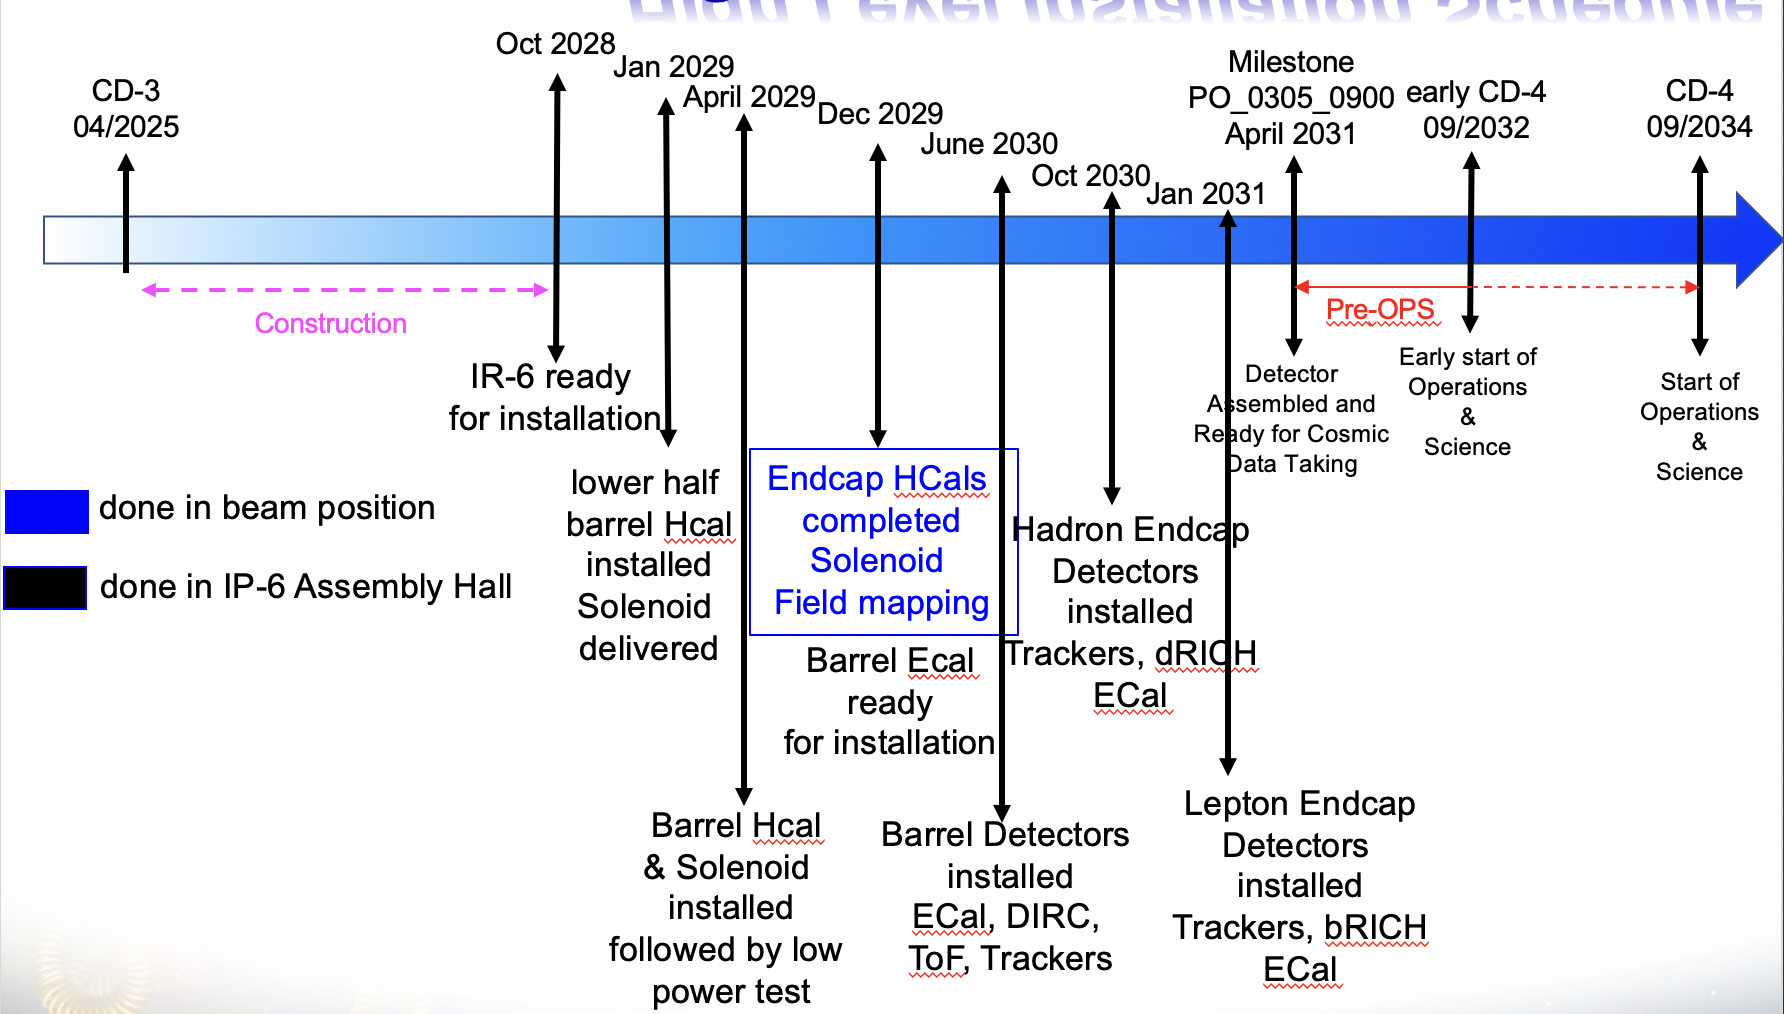 High Level Installation Schedule
Oct 2028
Jan 2029
April 2029
Dec 2029
June 2030
Oct 2030
Jan 2031
Milestone
PO_0305_0900
April 2031
early CD-4
09/2032
CD-4
09/2034
CD-3
04/2025
Construction
Pre-OPS
IR-6 ready
for installation
lower half
barrel Hcal
installed
Solenoid
delivered
Endcap HCals
completed
Solenoid
Field mapping
Barrel Ecal
ready
for installation
Hadron Endcap
Detectors
installed
Trackers, dRICH
ECal
Detector
Assembled and
Ready for Cosmic
Data Taking
Early start of
Operations
&
Science
Start of
Operations
&
Science
done in beam position
done in IP-6 Assembly Hall
Barrel Hcal
& Solenoid
installed
followed by low
power test
Barrel Detectors
installed
ECal, DIRC,
ToF, Trackers
Lepton Endcap
Detectors
installed
Trackers, bRICH
ECal